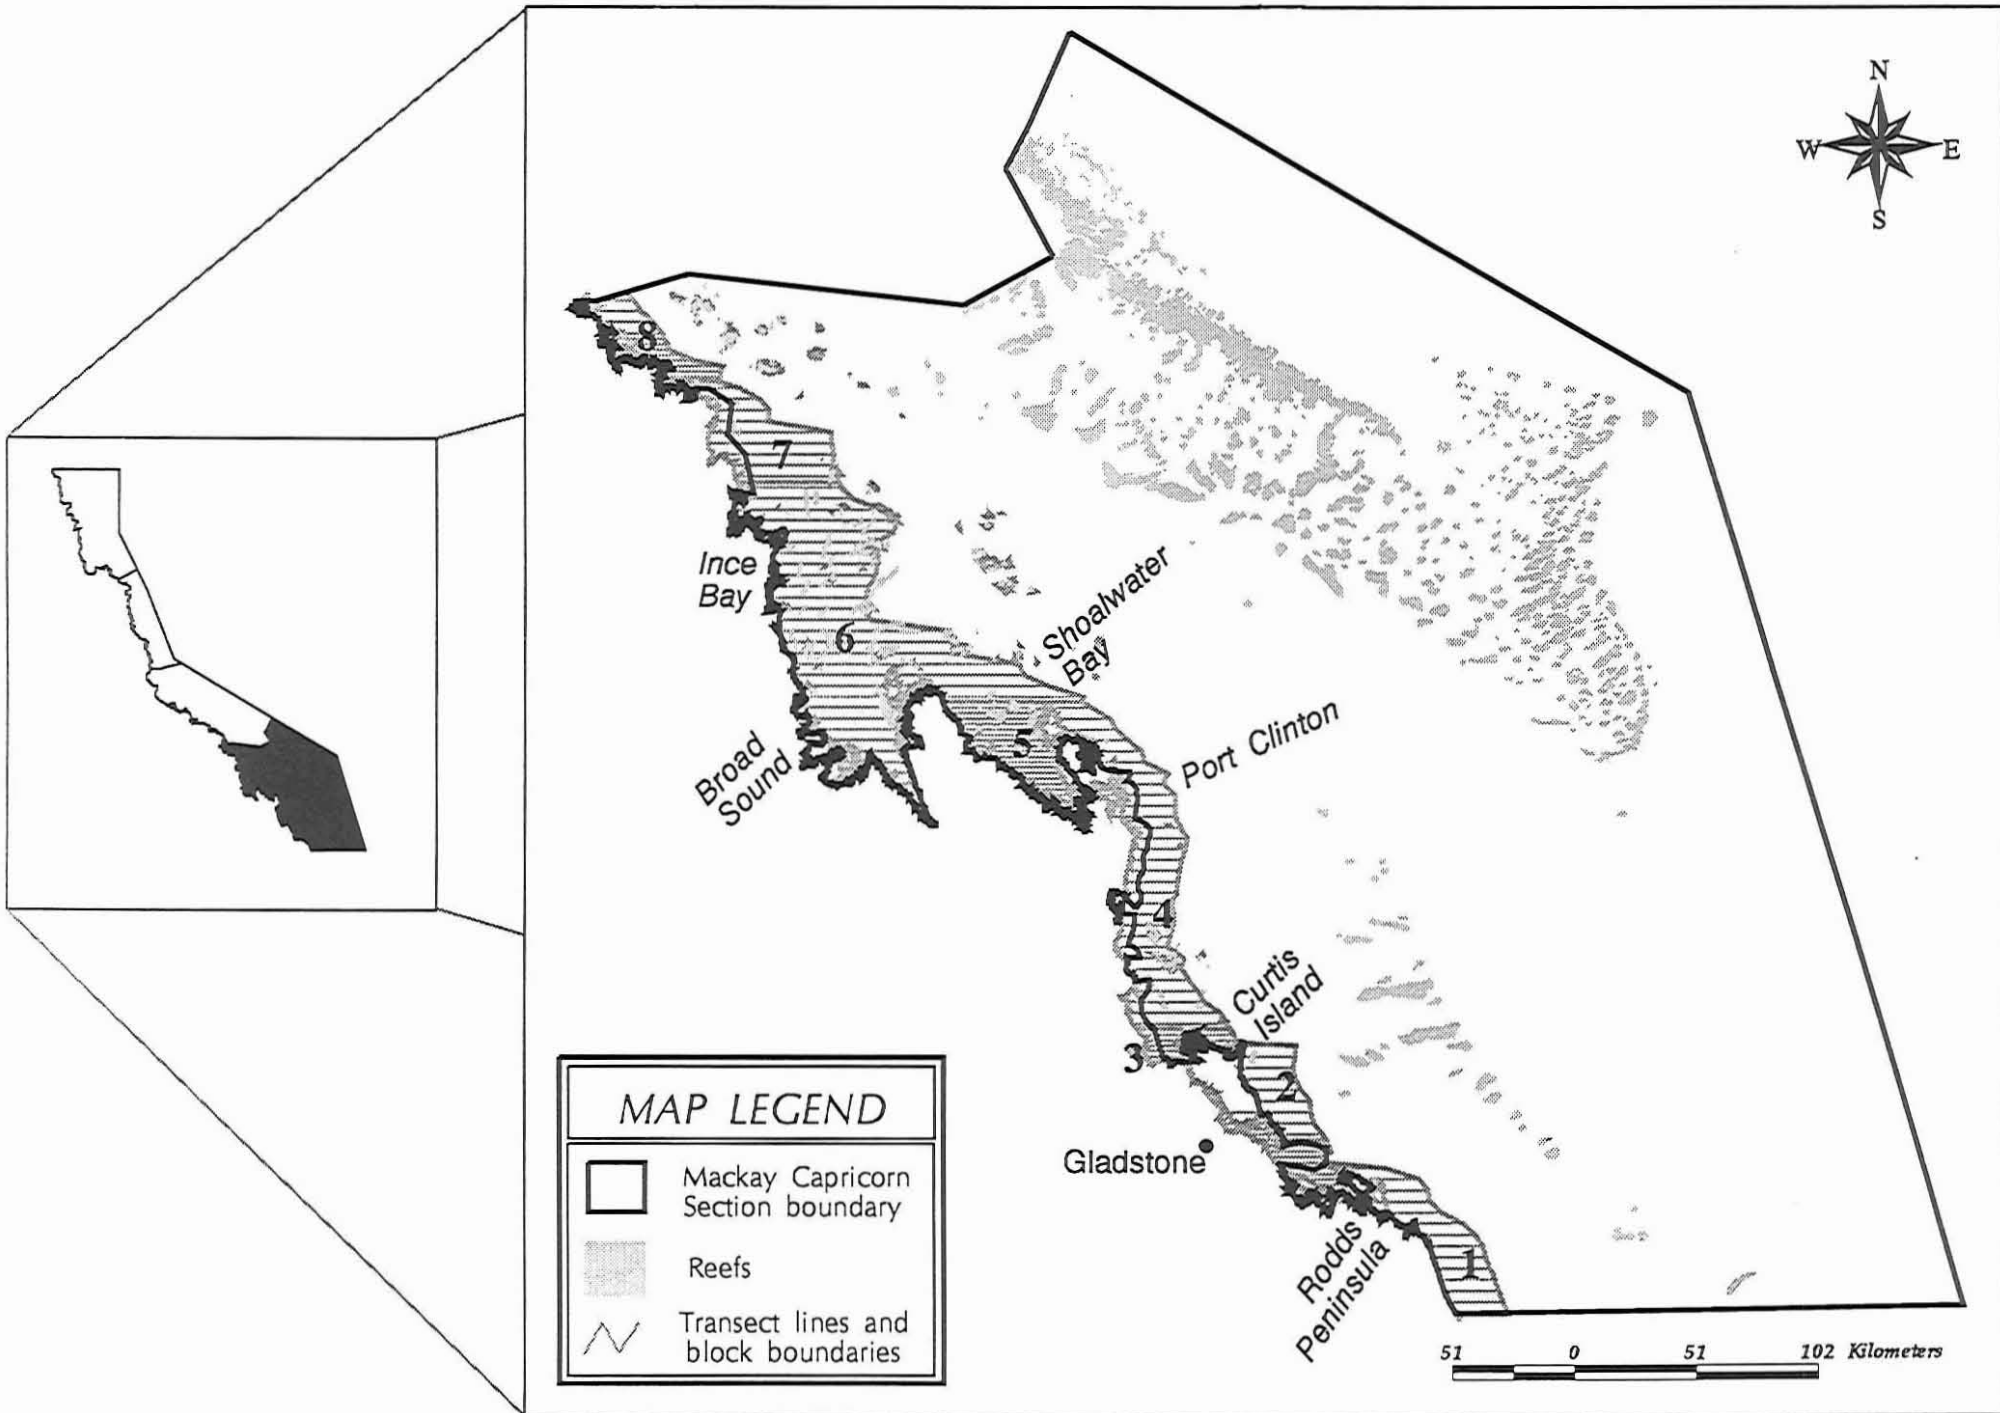 N
W E
S
8
7
Ince
Bay
6
Shoalwater
Bay
Broad
Sound
5
Port Clinton
4
Curtis
Island
3
2
Gladstone
Rodds
Peninsula
1
MAP LEGEND
Mackay Capricorn
Section boundary
Reefs
Transect lines and
block boundaries
51 0 51 102 Kilometers